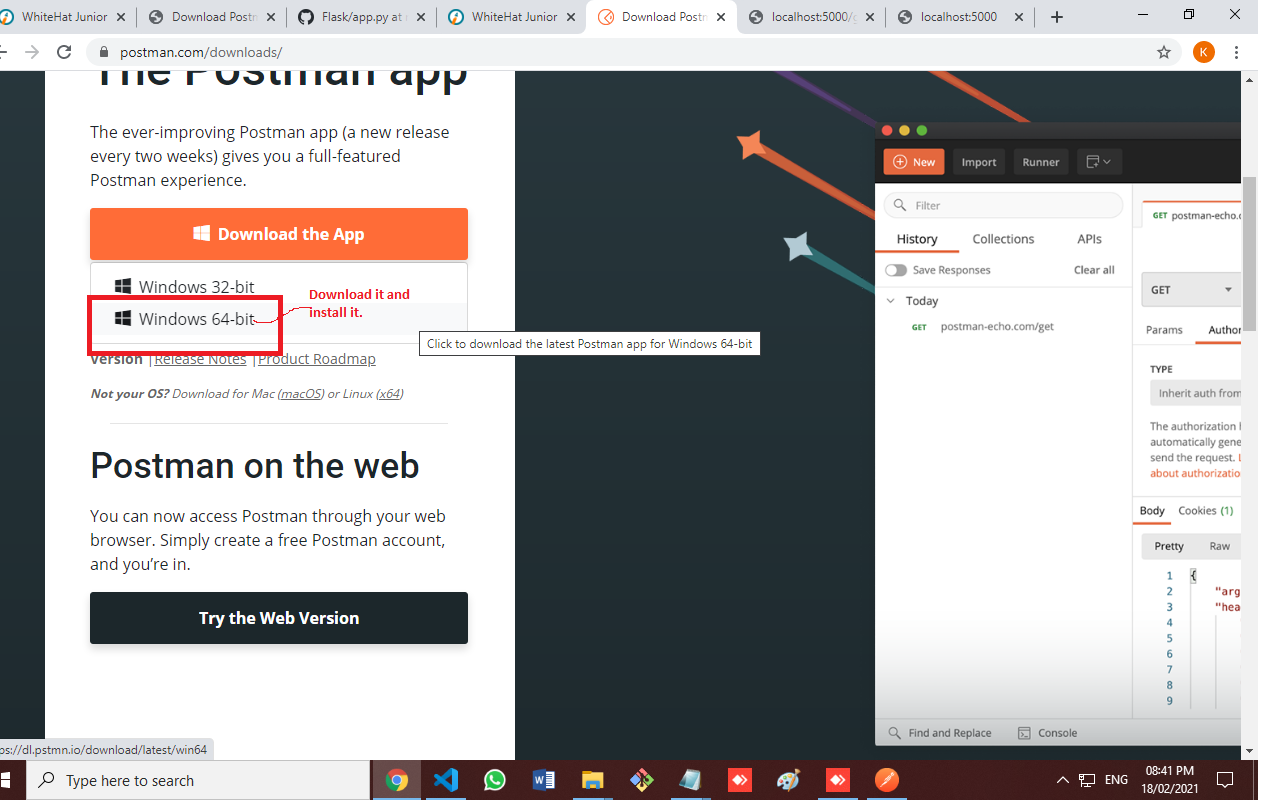 WhiteHat Junior
Download Postm
Flask/app.py at
WhiteHat Junior
Download Postm
localhost:5000/g
localhost:5000
postman.com/downloads/
K
The Postman app
The ever-improving Postman app (a new release
every two weeks) gives you a full-featured
Postman experience.
Download the App
Windows 32-bit
Windows 64-bit
Download it and
install it.
Click to download the latest Postman app for Windows 64-bit
Version | Release Notes | Product Roadmap
Not your OS? Download for Mac (macOS) or Linux (x64)
Postman on the web
You can now access Postman through your web
browser. Simply create a free Postman account,
and you’re in.
Try the Web Version
New
Import
Runner
Filter
History
Collections
APIs
Save Responses
Clear all
Today
GET postman-echo.com/get
GET postman-echo.c
GET
Params
Author
TYPE
Inherit auth from
The authorization h
automatically gene
send the request. L
about authorizatio
Body
Cookies (1)
Pretty
Raw
1 {
2 "arg
3 "hea
4
5
6
7
8
9
Find and Replace
Console
ps://dl.pstmn.io/download/latest/win64
Type here to search
ENG
08:41 PM
18/02/2021